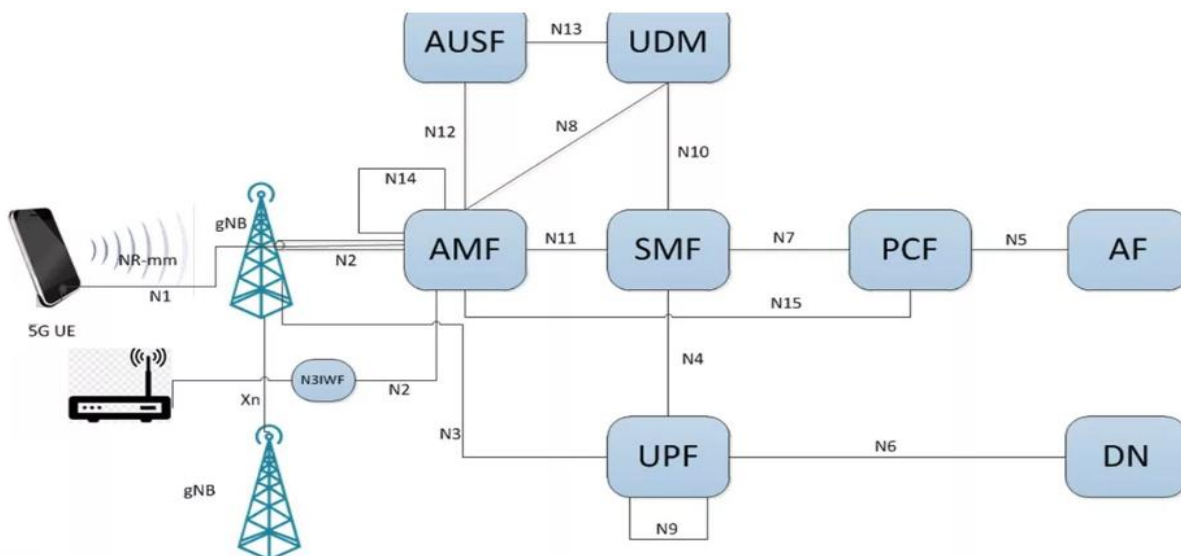 AUSF
N13
UDM
N12
N8
N10
N14
gNB
NR-mm
N1
N2
AMF
N11
SMF
N7
PCF
N5
AF
5G UE
N15
N3IWF
N2
N4
Xn
N3
UPF
N6
DN
gNB
N9